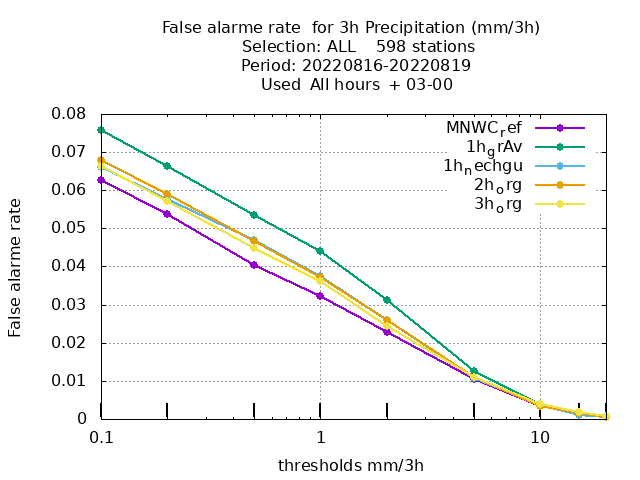 False alarme rate  for 3h Precipitation (mm/3h)
Selection: ALL    598 stations
Period: 20220816-20220819
Used  All hours  + 03-00
False alarme rate
0.08
0.07
0.06
0.05
0.04
0.03
0.02
0.01
0
MNWC_ref
1h_grAv
1h_nechgu
2h_org
3h_org
0.1 1 10
thresholds mm/3h